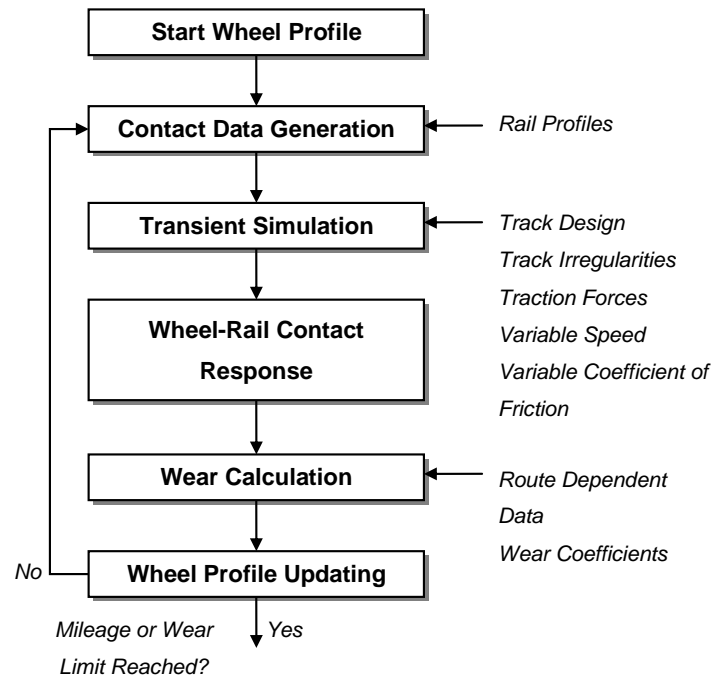 Start Wheel Profile
Contact Data Generation
Rail Profiles
Transient Simulation
Track Design
Track Irregularities
Traction Forces
Variable Speed
Variable Coefficient of
Friction
Wheel-Rail Contact
Response
Wear Calculation
Route Dependent
Data
Wear Coefficients
Wheel Profile Updating
No
Mileage or Wear
Limit Reached?
Yes